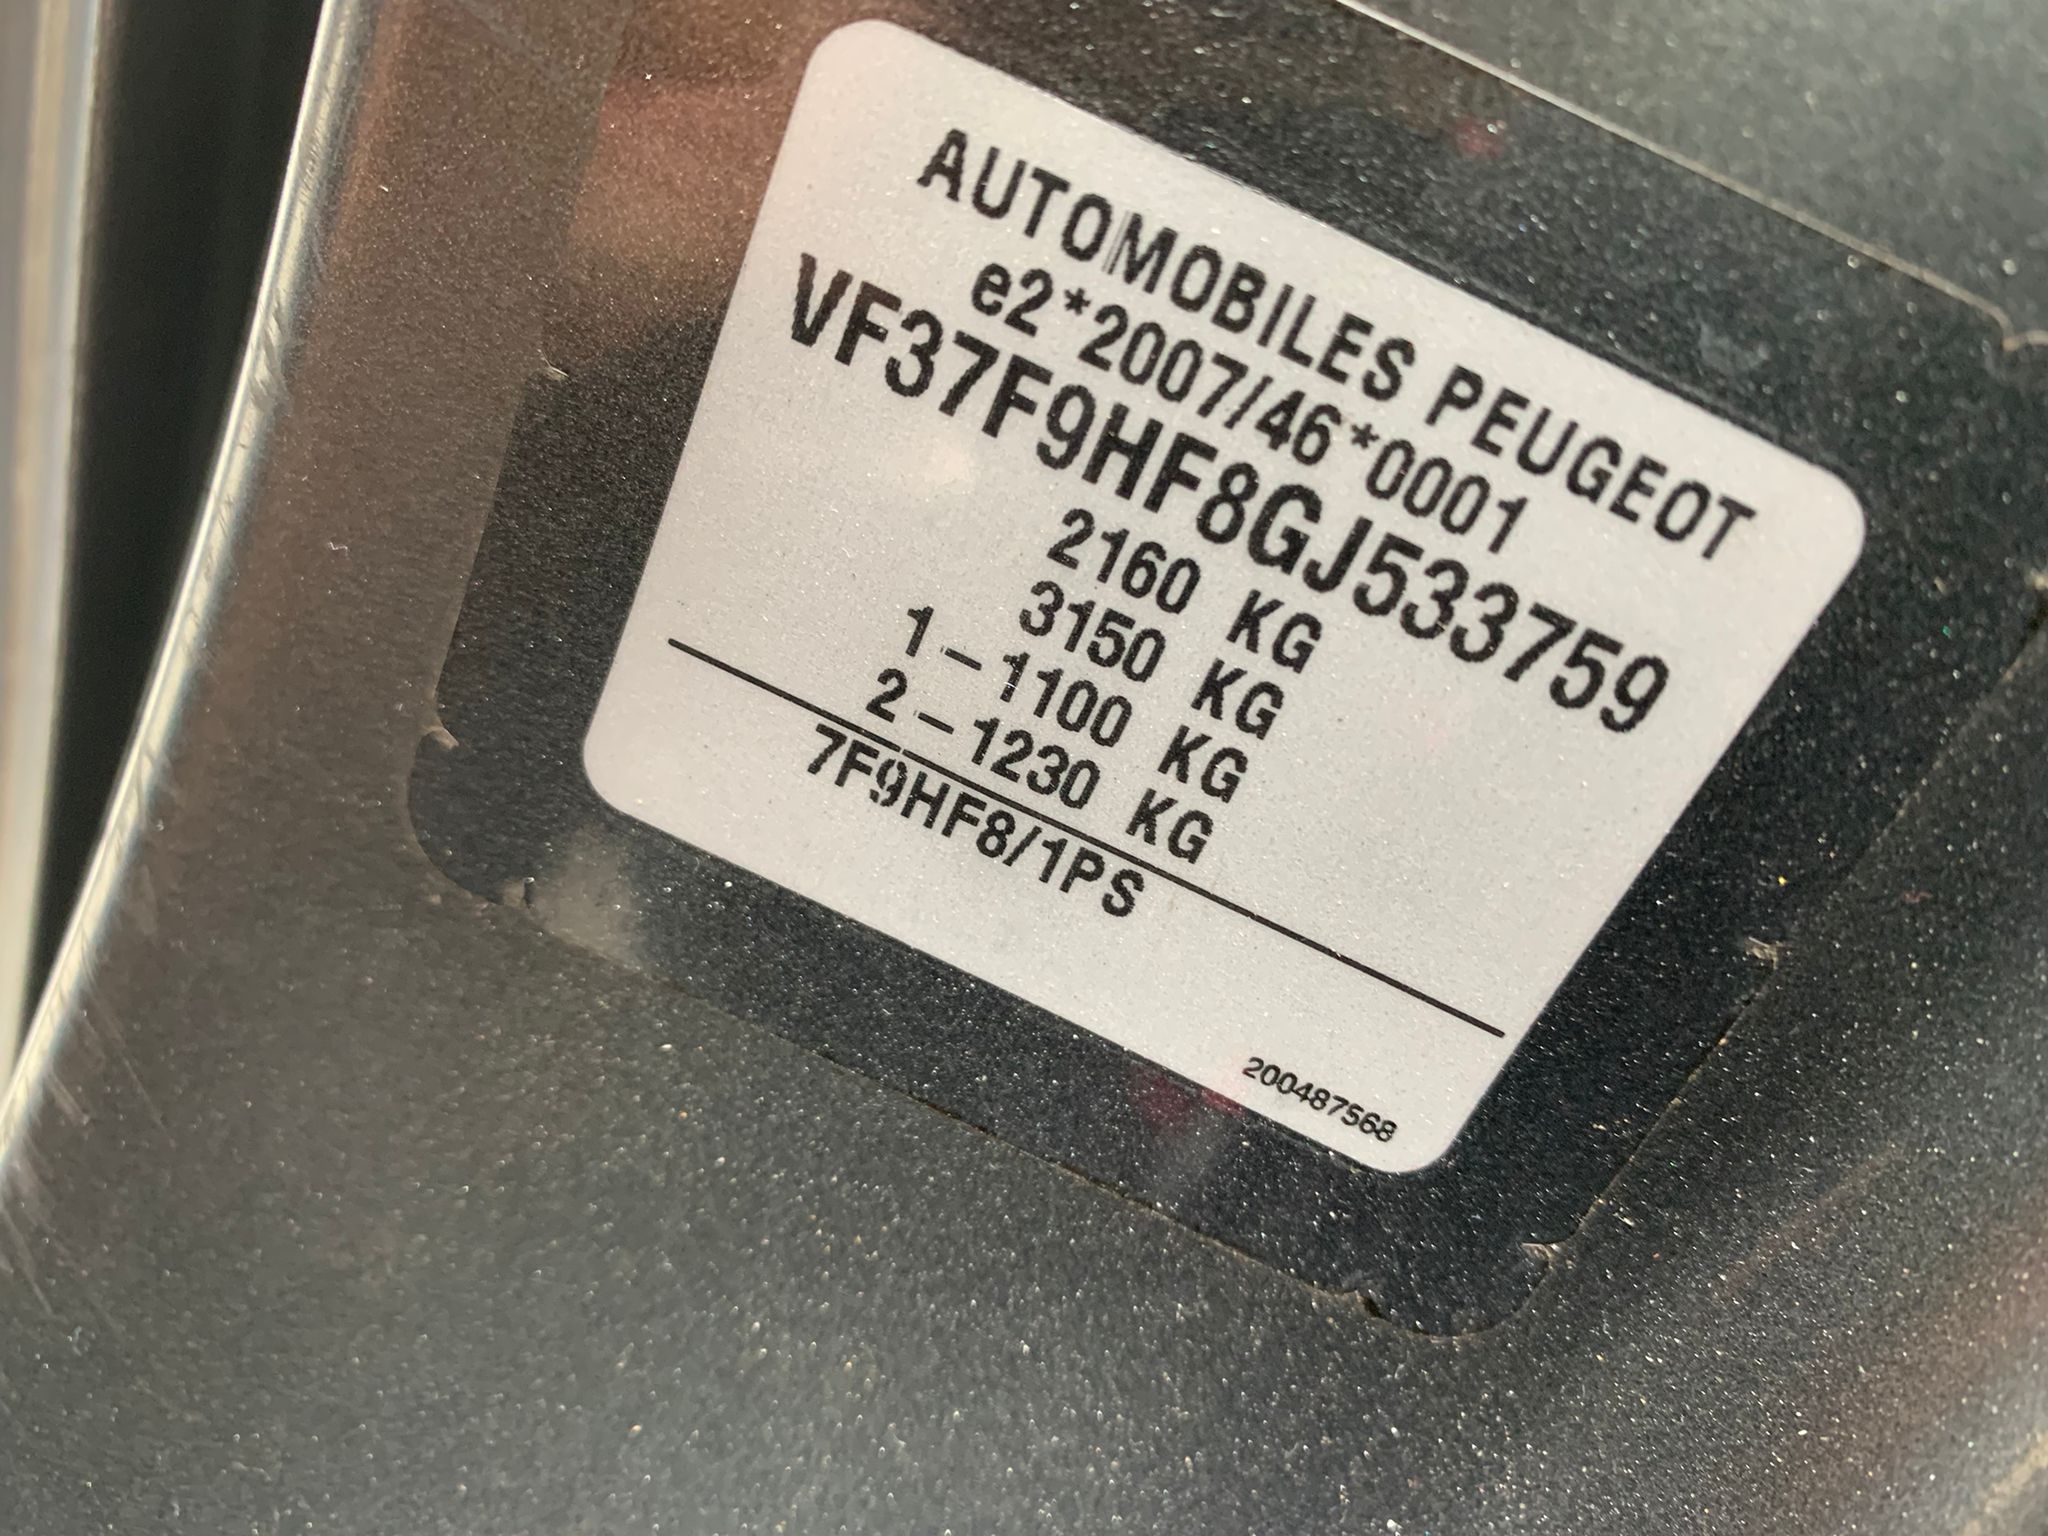 AUTOMOBILES PEUGEOT
e2*2007/46*0001
VF37F9HF8GJ533759
2160 KG
3150 KG
1-1100 KG
2-1230 KG
7F9HF8/1PS
200487568